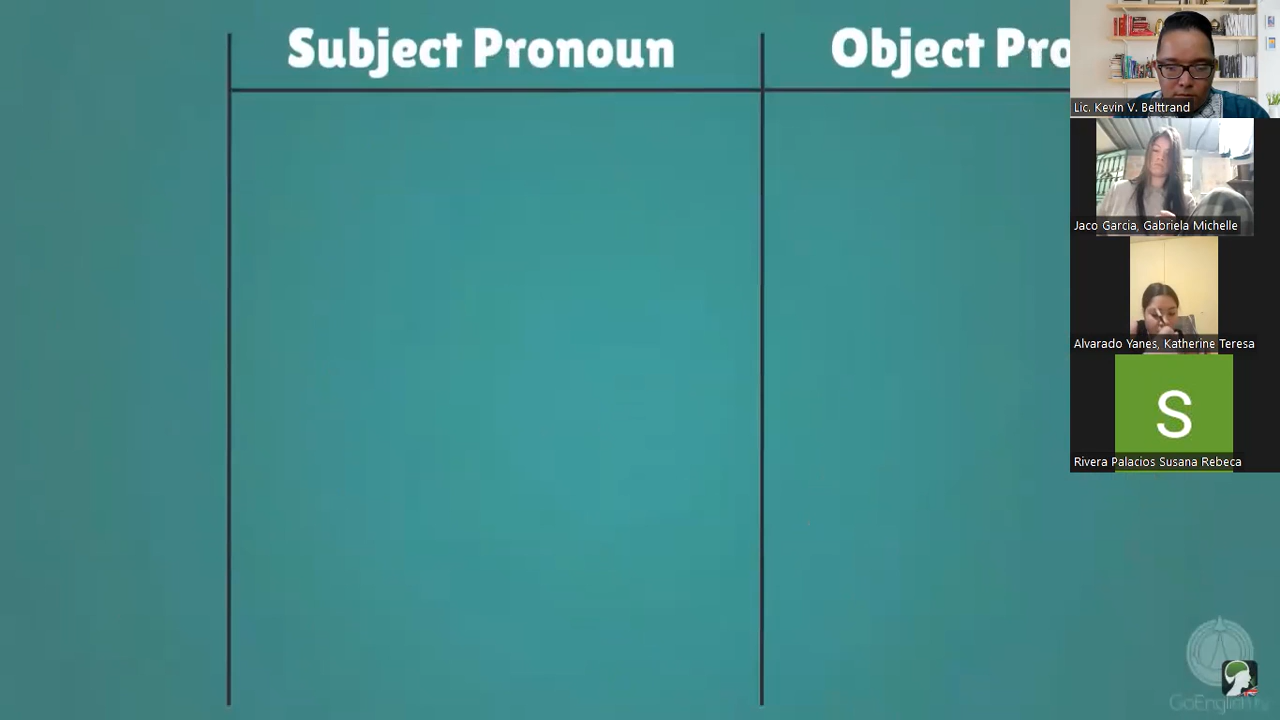 Subject Pronoun
Object Pro
Lic. Kevin V. Belttrand
Jaco Garcia, Gabriela Michelle
Alvarado Yanes, Katherine Teresa
S
Rivera Palacios Susana Rebeca